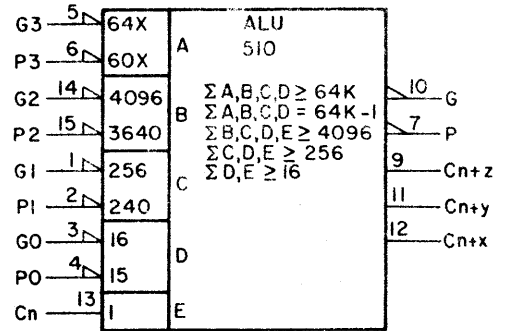 ALU
510
G3 5 64X
P3 6 60X
A
G2 14 4096
P2 15 3640
B
G1 1 256
P1 2 240
C
G0 3 16
P0 4 15
D
Cn 13 1
E
ΣA,B,C,D ≥ 64K
ΣA,B,C,D = 64K-1
ΣB,C,D,E ≥ 4096
ΣC,D,E ≥ 256
ΣD,E ≥ 16
10 G
7 P
9 Cn+z
11 Cn+y
12 Cn+x